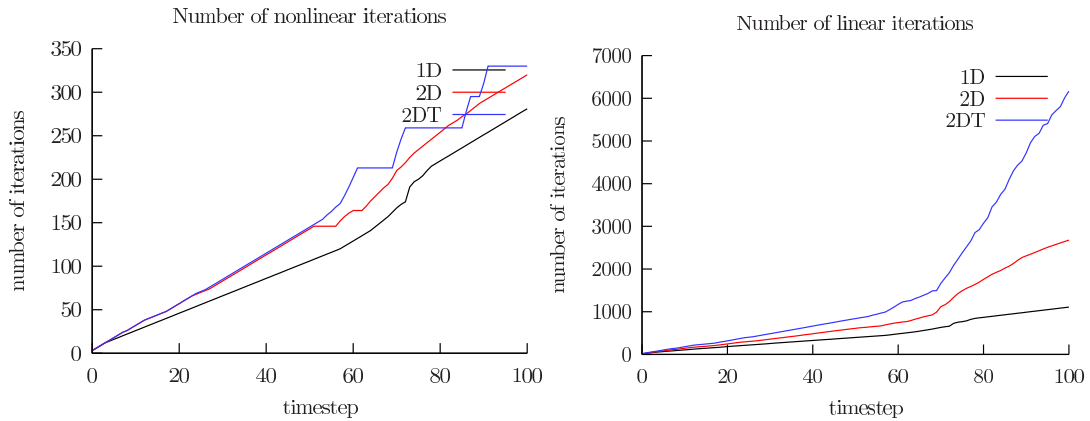 Number of nonlinear iterations
350
300
250
200
150
100
50
0
number of iterations
1D
2D
2DT
0 20 40 60 80 100
timestep
Number of linear iterations
7000
6000
5000
4000
3000
2000
1000
0
number of iterations
1D
2D
2DT
0 20 40 60 80 100
timestep